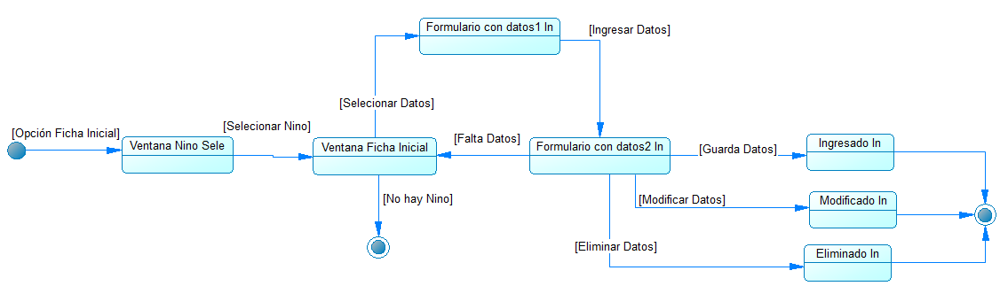 Formulario con datos1 In
[Ingresar Datos]
[Selecionar Datos]
[Opción Ficha Inicial]
[Selecionar Nino]
Ventana Nino Sele
Ventana Ficha Inicial
[Falta Datos]
Formulario con datos2 In
[Guarda Datos]
Ingresado In
[No hay Nino]
[Modificar Datos]
Modificado In
[Eliminar Datos]
Eliminado In